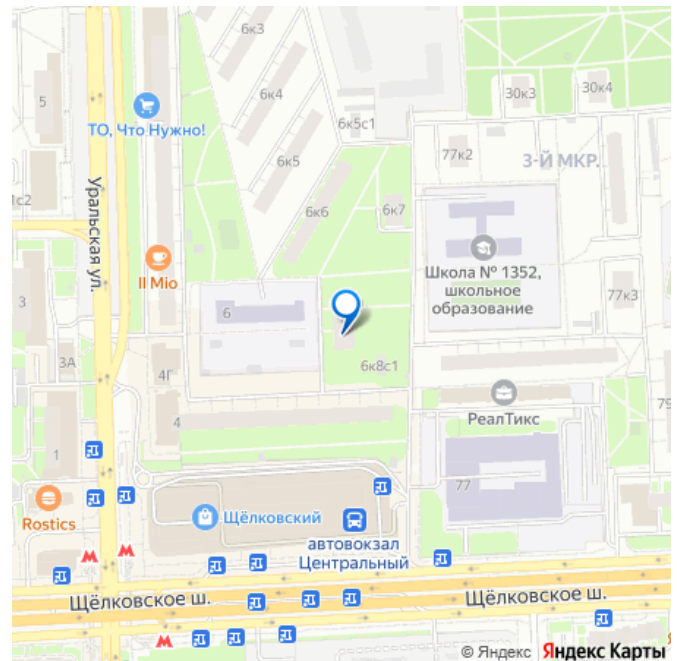 6к3
30к3
30к4
5
6к4
ТО, Что Нужно!
6к5с1
77к2
3-Й МКР.
6к5
1с2
Уральская ул.
6к6
6к7
Школа № 1352,
школьное
образование
Il Mio
77к3
3
6
3А
4Г
6к8с1
РеалТикс
79
4
1
77
Rostics
Щёлковский
автовокзал
Центральный
Щёлковское ш.
Щёлковское ш.
© Яндекс Яндекс Карты